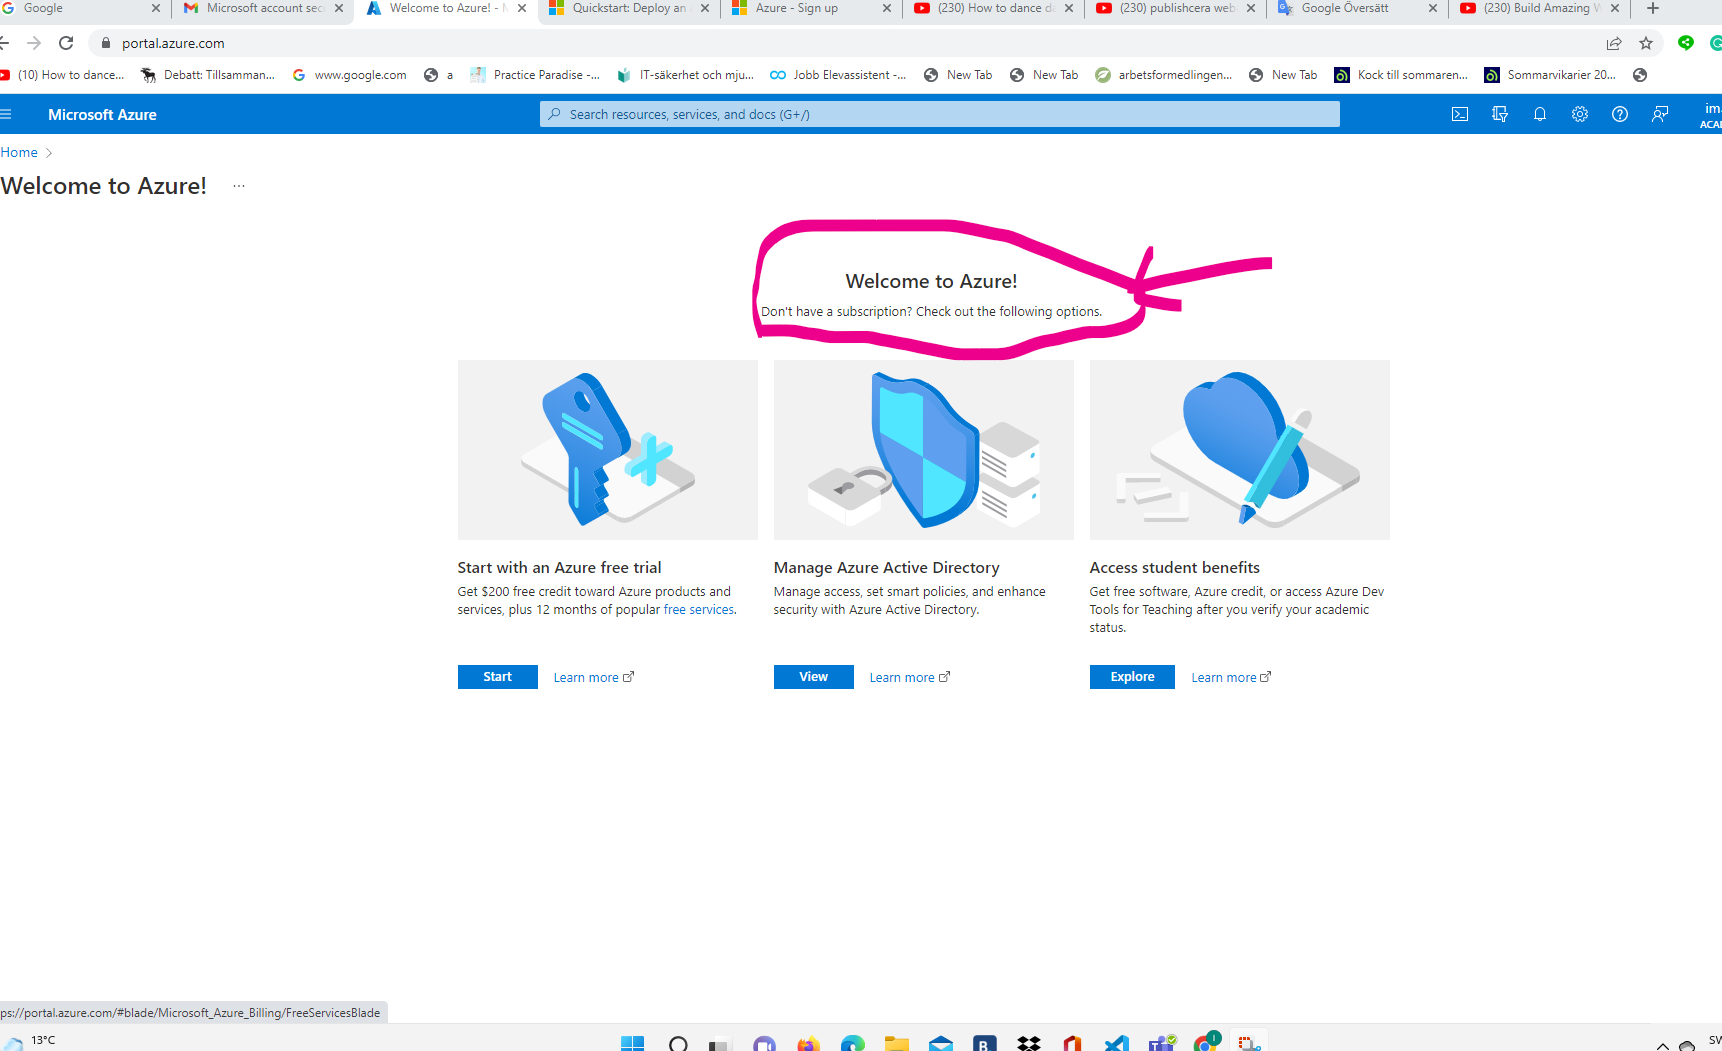 Google
Microsoft account sec
Welcome to Azure! - M
Quickstart: Deploy an
Azure - Sign up
(230) How to dance d
(230) publishcera web
Google Översätt
(230) Build Amazing W
portal.azure.com
(10) How to dance...
Debatt: Tillsamman...
www.google.com
a
Practice Paradise -...
IT-säkerhet och mju...
Jobb Elevassistent -...
New Tab
New Tab
arbetsformedlingen...
New Tab
Kock till sommaren...
Sommarvikarier 20...
Microsoft Azure
Search resources, services, and docs (G+/)
im
ACA
Home
Welcome to Azure!
...
Welcome to Azure!
Don't have a subscription? Check out the following options.
Start with an Azure free trial
Get $200 free credit toward Azure products and
services, plus 12 months of popular free services.
Start
Learn more
Manage Azure Active Directory
Manage access, set smart policies, and enhance
security with Azure Active Directory.
View
Learn more
Access student benefits
Get free software, Azure credit, or access Azure Dev
Tools for Teaching after you verify your academic
status.
Explore
Learn more
ps://portal.azure.com/#blade/Microsoft_Azure_Billing/FreeServicesBlade
13°C